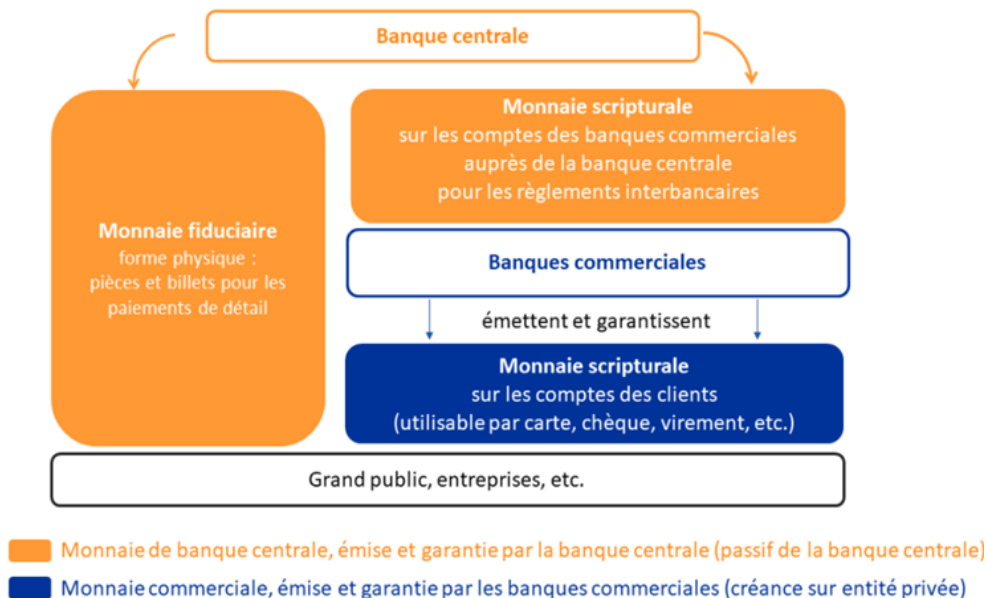 Banque centrale
Monnaie fiduciaire
forme physique :
pièces et billets pour les
paiements de détail
Monnaie scripturale
sur les comptes des banques commerciales
auprès de la banque centrale
pour les règlements interbancaires
Banques commerciales
émettent et garantissent
Monnaie scripturale
sur les comptes des clients
(utilisable par carte, chèque, virement, etc.)
Grand public, entreprises, etc.
Monnaie de banque centrale, émise et garantie par la banque centrale (passif de la banque centrale)
Monnaie commerciale, émise et garantie par les banques commerciales (créance sur entité privée)